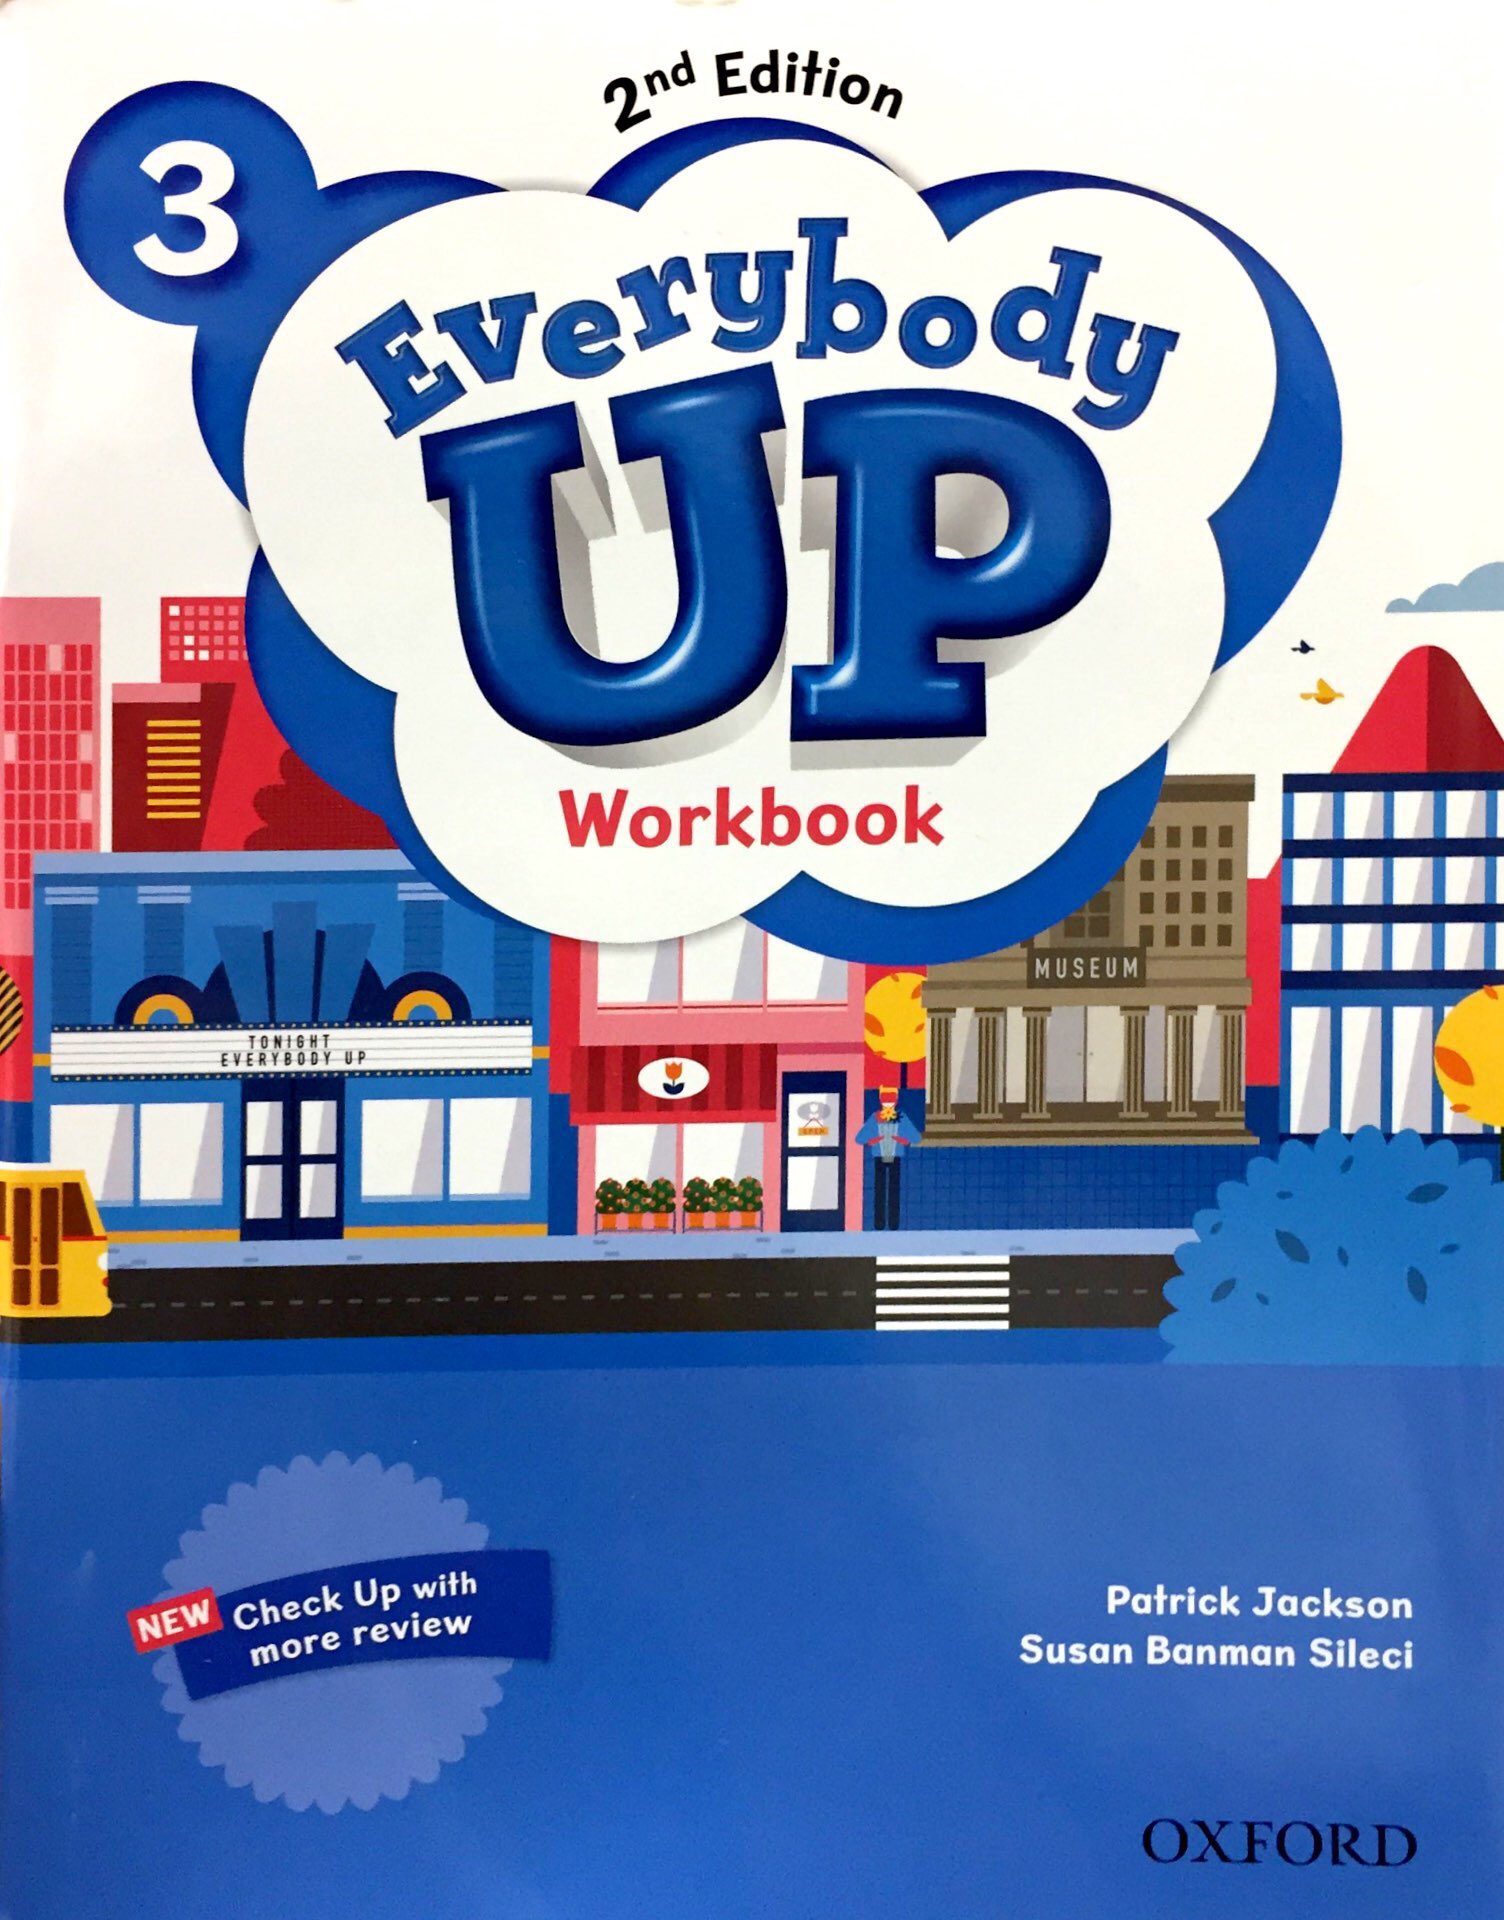 2nd Edition
3
Everybody
UP
Workbook
MUSEUM
TONIGHT
EVERYBODY UP
OPEN
NEW Check Up with
more review
Patrick Jackson
Susan Banman Sileci
OXFORD